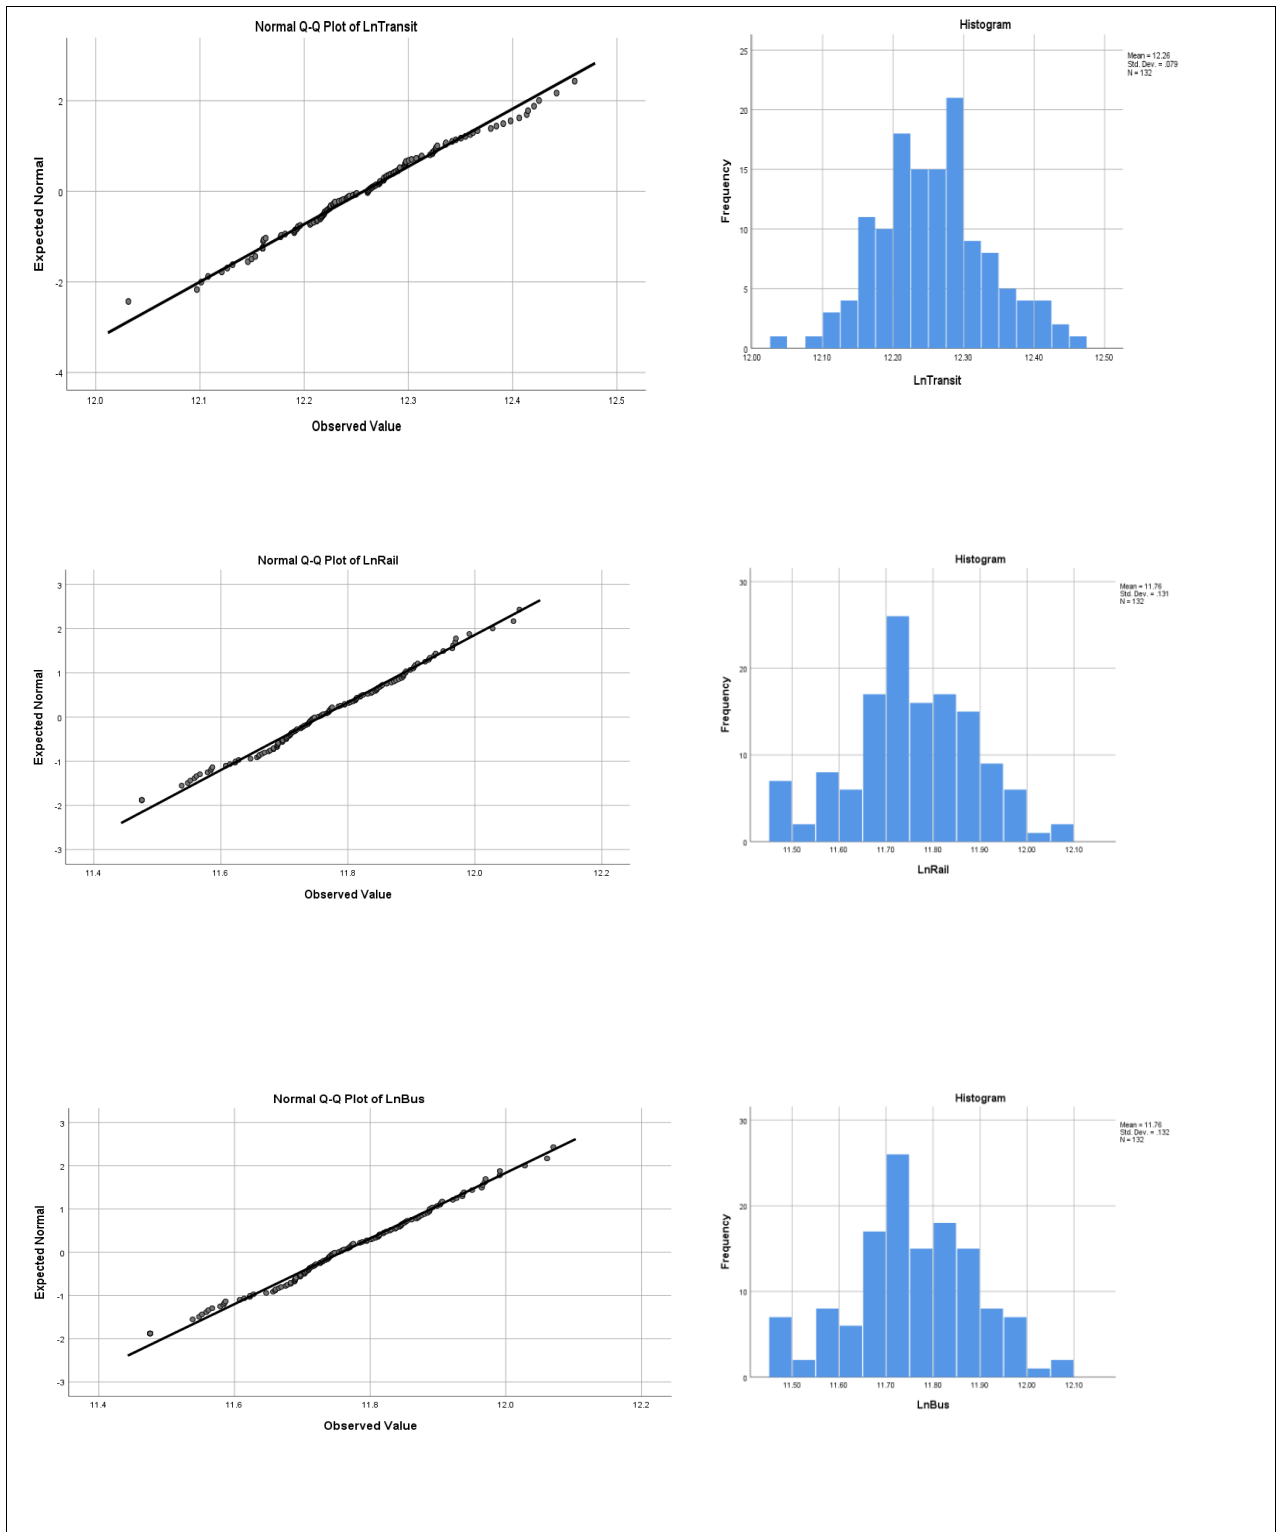 Normal Q-Q Plot of LnTransit
2
0
-2
-4
12.0 12.1 12.2 12.3 12.4 12.5
Expected Normal
Observed Value
Histogram
Mean = 12.26
Std. Dev. = .079
N = 132
25
20
15
10
5
0
12.00 12.10 12.20 12.30 12.40 12.50
Frequency
LnTransit
Normal Q-Q Plot of LnRail
3
2
1
0
-1
-2
-3
11.4 11.6 11.8 12.0 12.2
Expected Normal
Observed Value
Histogram
Mean = 11.76
Std. Dev. = .131
N = 132
30
20
10
0
11.50 11.60 11.70 11.80 11.90 12.00 12.10
Frequency
LnRail
Normal Q-Q Plot of LnBus
3
2
1
0
-1
-2
-3
11.4 11.6 11.8 12.0 12.2
Expected Normal
Observed Value
Histogram
Mean = 11.76
Std. Dev. = .132
N = 132
30
20
10
0
11.50 11.60 11.70 11.80 11.90 12.00 12.10
Frequency
LnBus